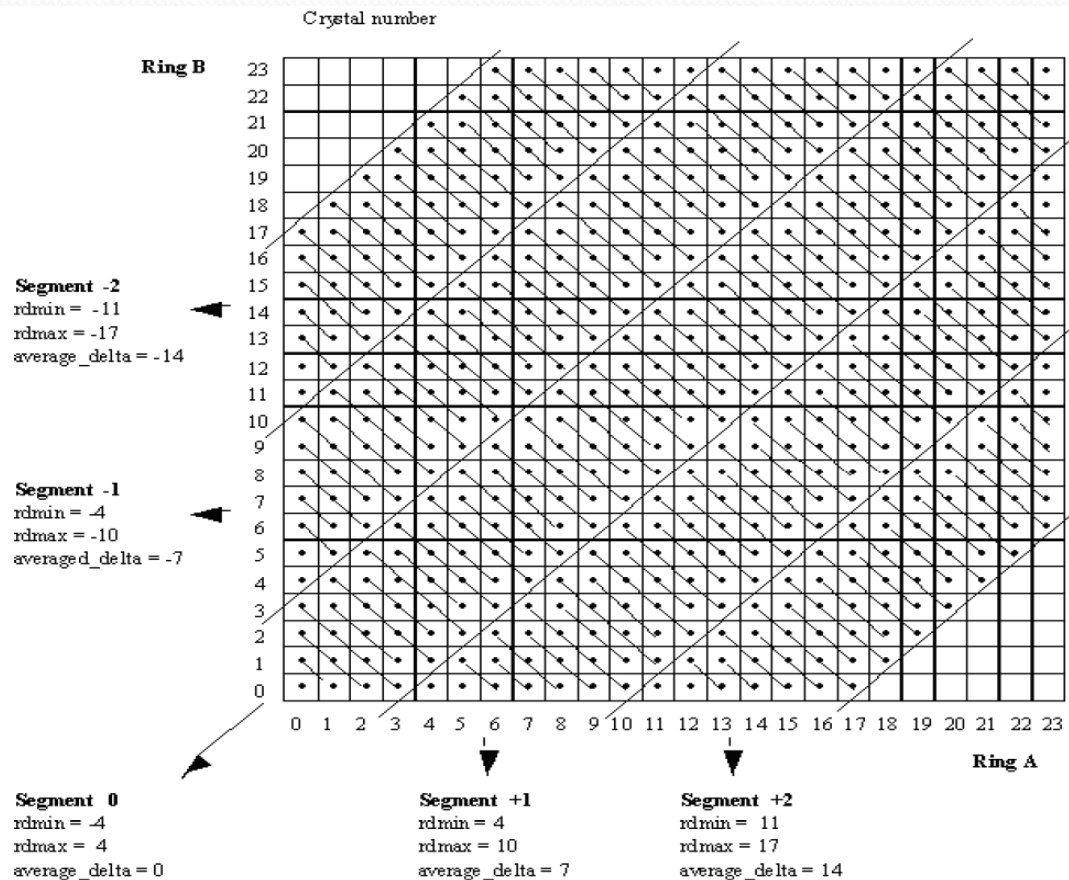 Crystal number
Ring B
23
22
21
20
19
18
17
16
15
14
13
12
11
10
9
8
7
6
5
4
3
2
1
0
Segment -2
rdmin = -11
rdmax = -17
average_delta = -14
Segment -1
rdmin = -4
rdmax = -10
averaged_delta = -7
0 1 2 3 4 5 6 7 8 9 10 11 12 13 14 15 16 17 18 19 20 21 22 23
Ring A
Segment 0
rdmin = -4
rdmax = 4
average_delta = 0
Segment +1
rdmin = 4
rdmax = 10
average_delta = 7
Segment +2
rdmin = 11
rdmax = 17
average_delta = 14